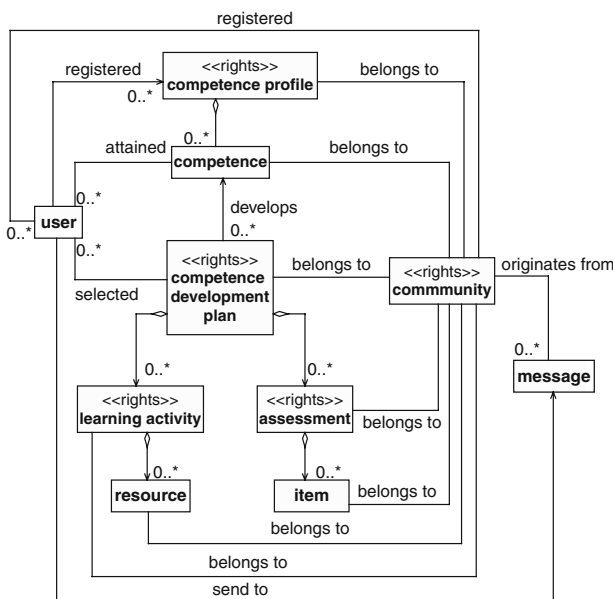 registered
registered
<<rights>>
competence profile
belongs to
0..*
0..*
attained
competence
belongs to
0..*
develops
user
0..*
0..*
0..*
<<rights>>
competence
development
plan
selected
belongs to
<<rights>>
commmunity
originates from
0..*
0..*
0..*
message
<<rights>>
learning activity
<<rights>>
assessment
belongs to
0..*
0..*
resource
item
belongs to
belongs to
belongs to
send to